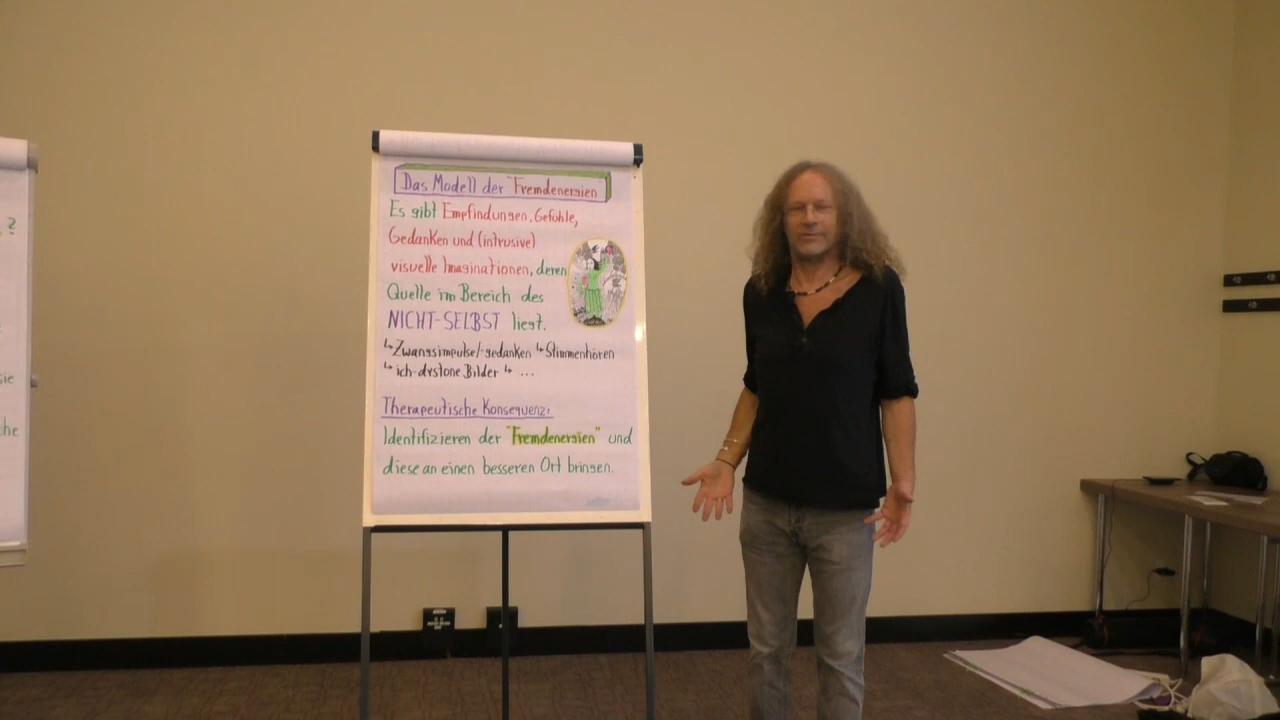 Das Modell der "Fremdenergien
Es gibt Empfindungen, Gefühle,
Gedanken und (intrusive)
visuelle Imaginationen, deren
Quelle im Bereich des
NICHT-SELBST liegt.
↳ Zwangsimpulse/-gedanken ↳ Stimmenhören
↳ ich-dystone Bilder ↳ ...
Therapeutische Konsequenz:
Identifizieren der "Fremdenergien" und
diese an einen besseren Ort bringen.
?
sie
che